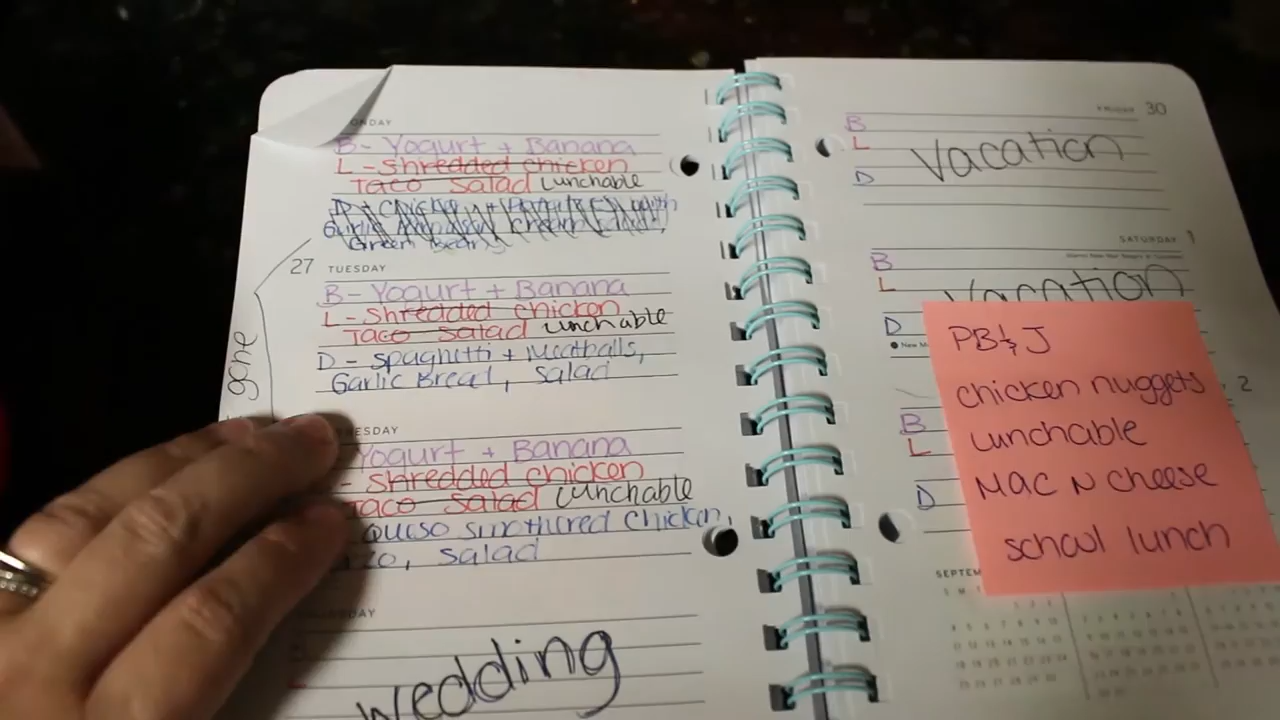 B- Yogurt + Banana
L - shredded chicken
Taco salad Lunchable
Green Beans
27 TUESDAY
B- Yogurt + Banana
L - shredded chicken
Taco salad Lunchable
D - spaghetti + Meatballs,
Garlic Bread, salad
Yogurt + Banana
- shredded chicken
Taco salad Lunchable
queso smothered chicken,
salad
wedding
30
B
L
vacation
D
SATURDAY 1
B
L
vacation
D
2
B
L
D
PB & J
chicken nuggets
Lunchable
Mac N cheese
school lunch